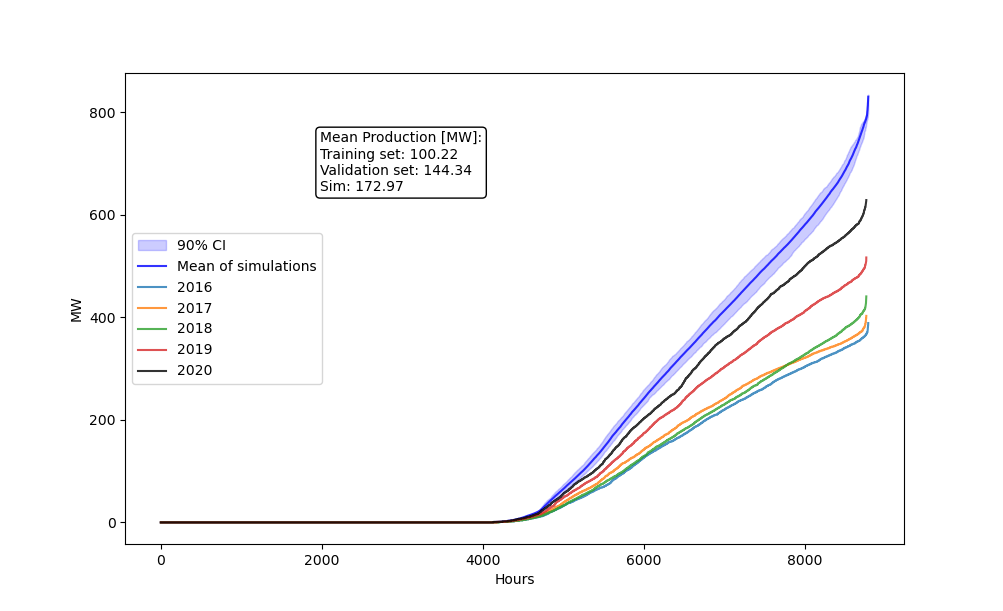 800
600
400
200
0
MW
Mean Production [MW]:
Training set: 100.22
Validation set: 144.34
Sim: 172.97
90% CI
Mean of simulations
2016
2017
2018
2019
2020
0
2000
4000
6000
8000
Hours